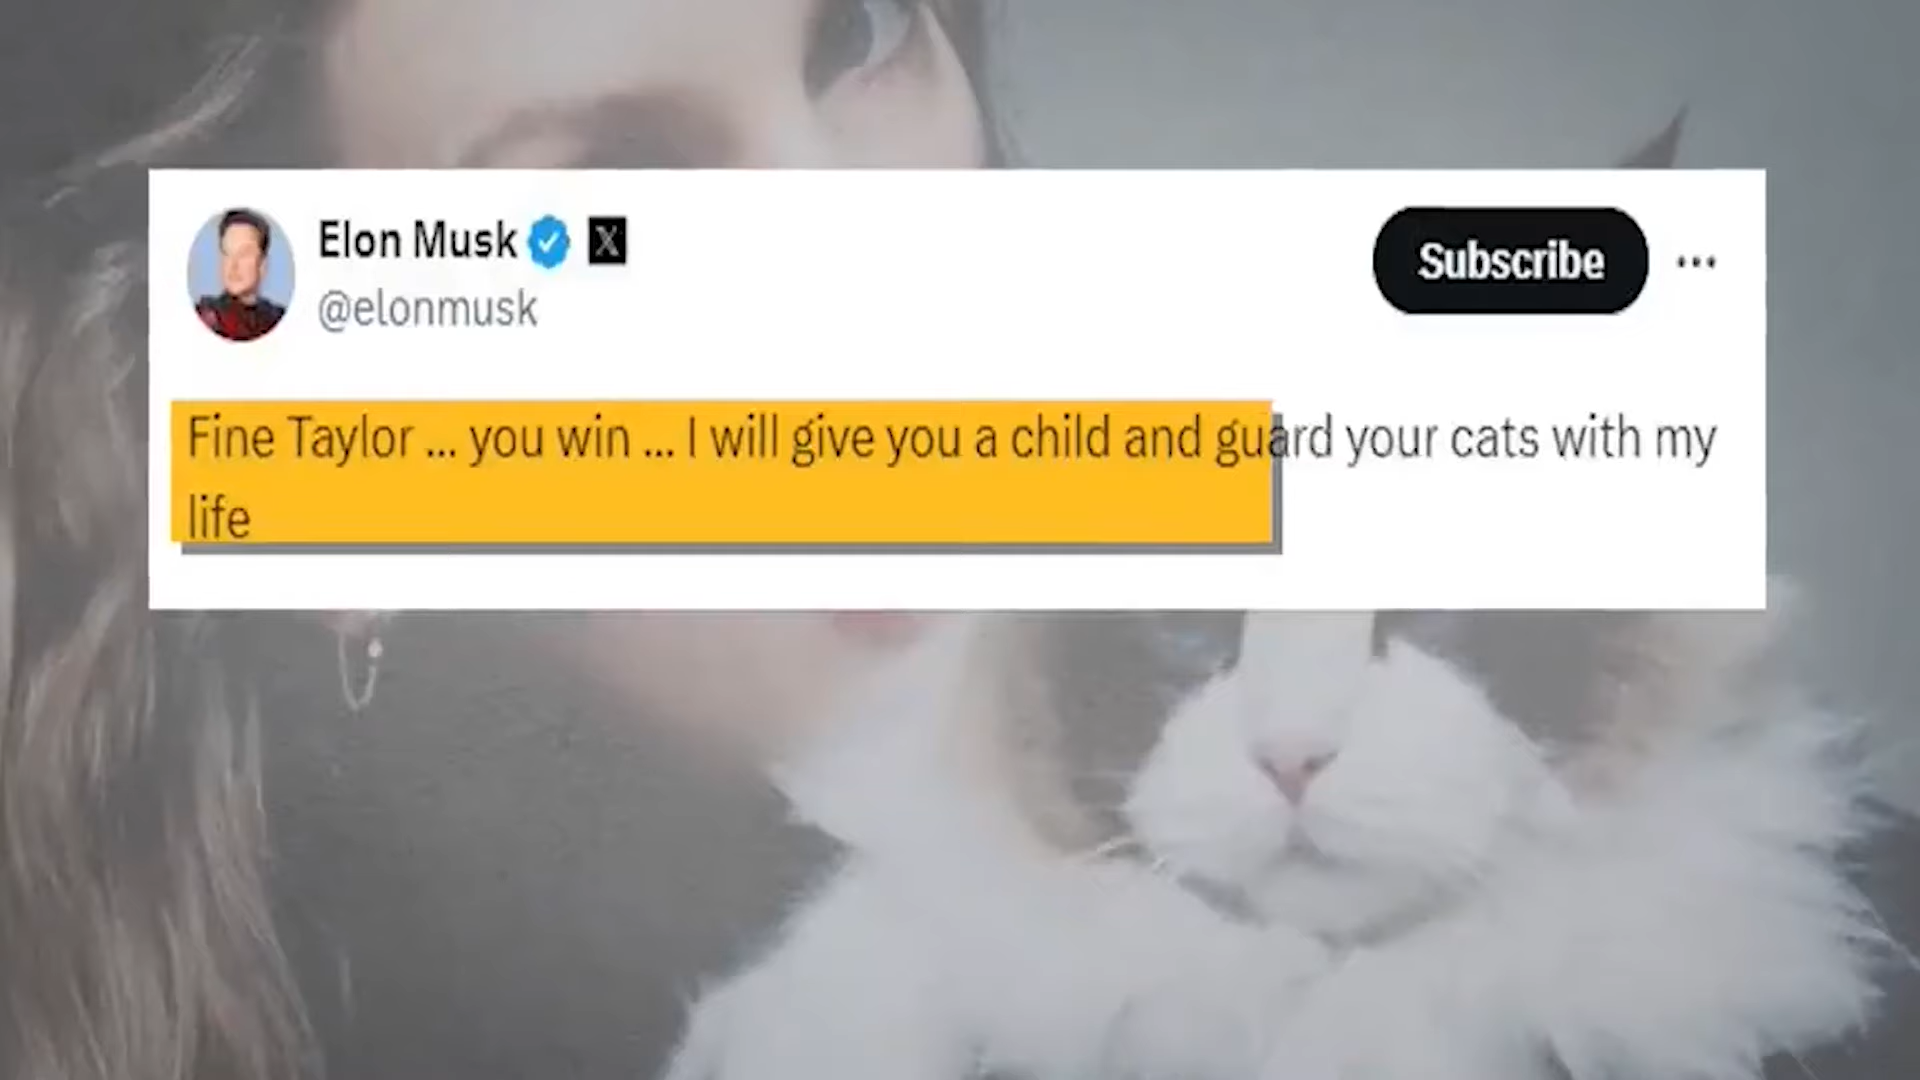 Elon Musk X
@elonmusk
Subscribe
Fine Taylor ... you win ... I will give you a child and guard your cats with my
life